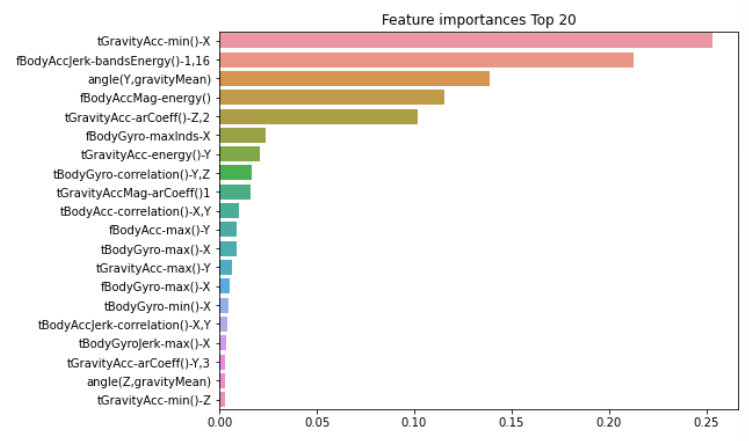 Feature importances Top 20
tGravityAcc-min()-X
fBodyAccJerk-bandsEnergy()-1,16
angle(Y,gravityMean)
fBodyAccMag-energy()
tGravityAcc-arCoeff()-Z,2
fBodyGyro-maxInds-X
tGravityAcc-energy()-Y
tBodyGyro-correlation()-Y,Z
tGravityAccMag-arCoeff()1
tBodyAcc-correlation()-X,Y
fBodyAcc-max()-Y
tBodyGyro-max()-X
tGravityAcc-max()-Y
fBodyGyro-max()-X
tBodyGyro-min()-X
tBodyAccJerk-correlation()-X,Y
tBodyGyroJerk-max()-X
tGravityAcc-arCoeff()-Y,3
angle(Z,gravityMean)
tGravityAcc-min()-Z
0.00 0.05 0.10 0.15 0.20 0.25